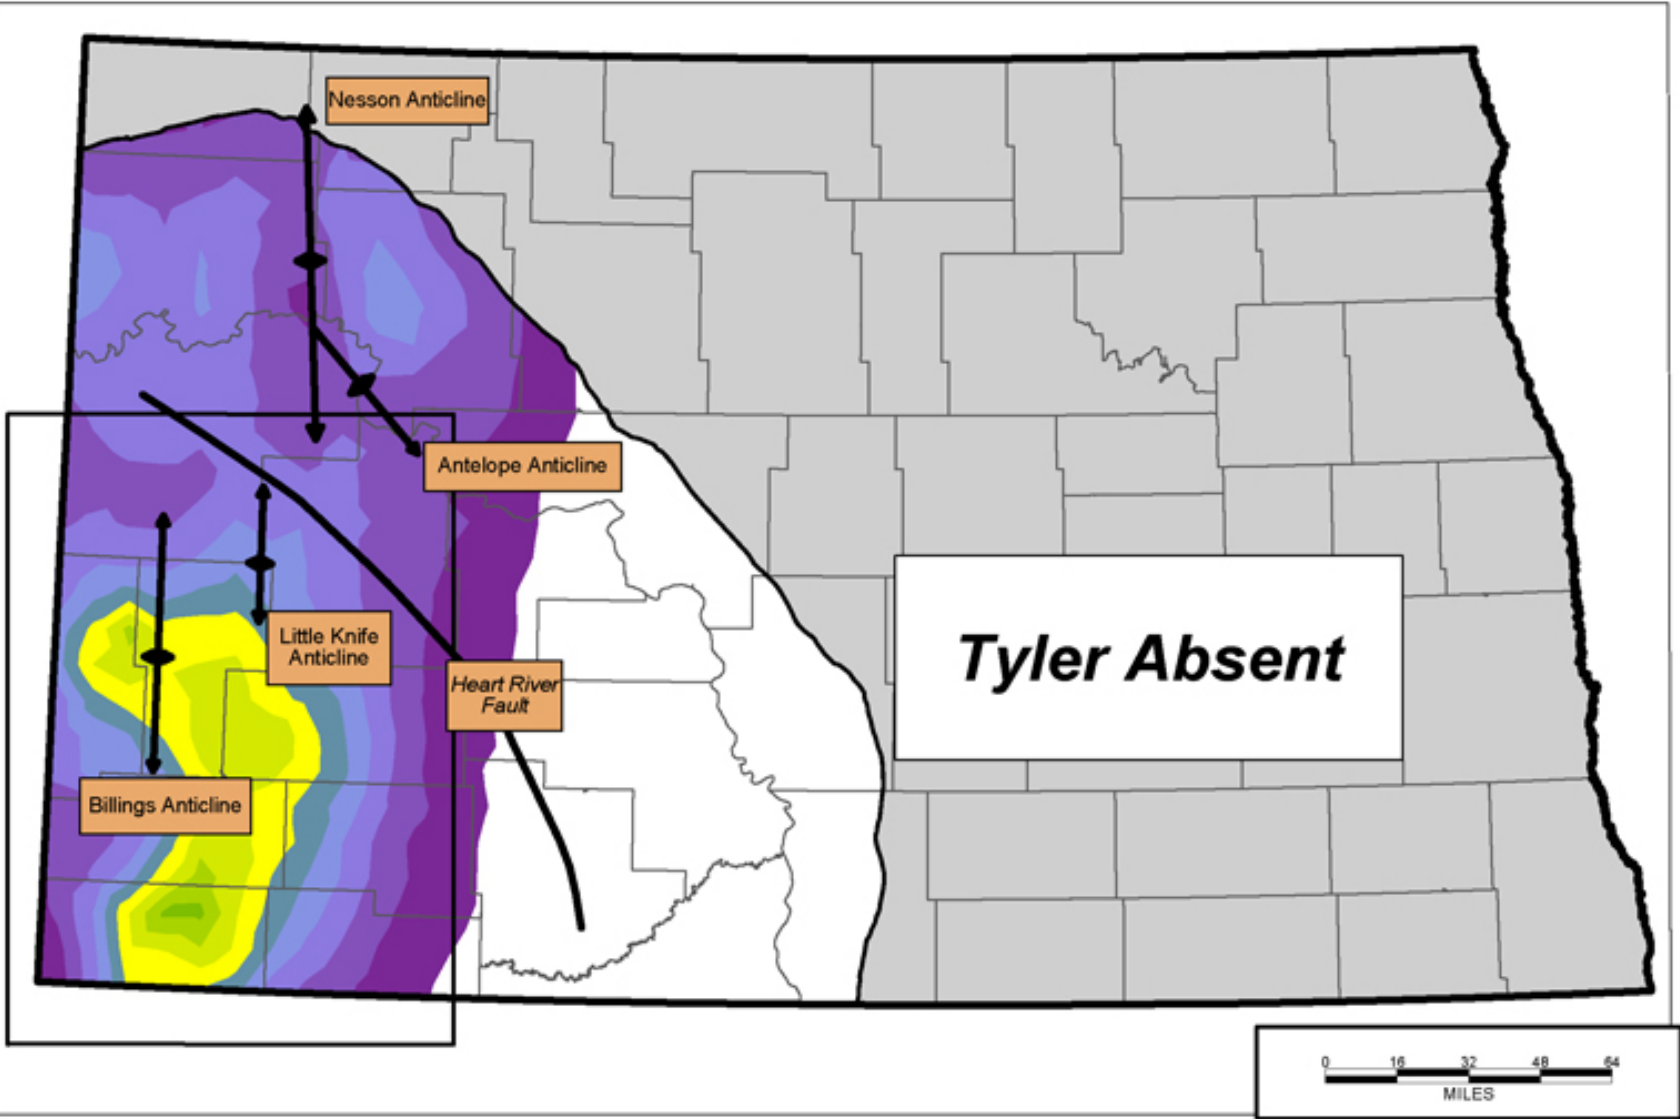 Nesson Anticline
Antelope Anticline
Little Knife
Anticline
Tyler Absent
Heart River
Fault
Billings Anticline
0 16 32 48 64
MILES